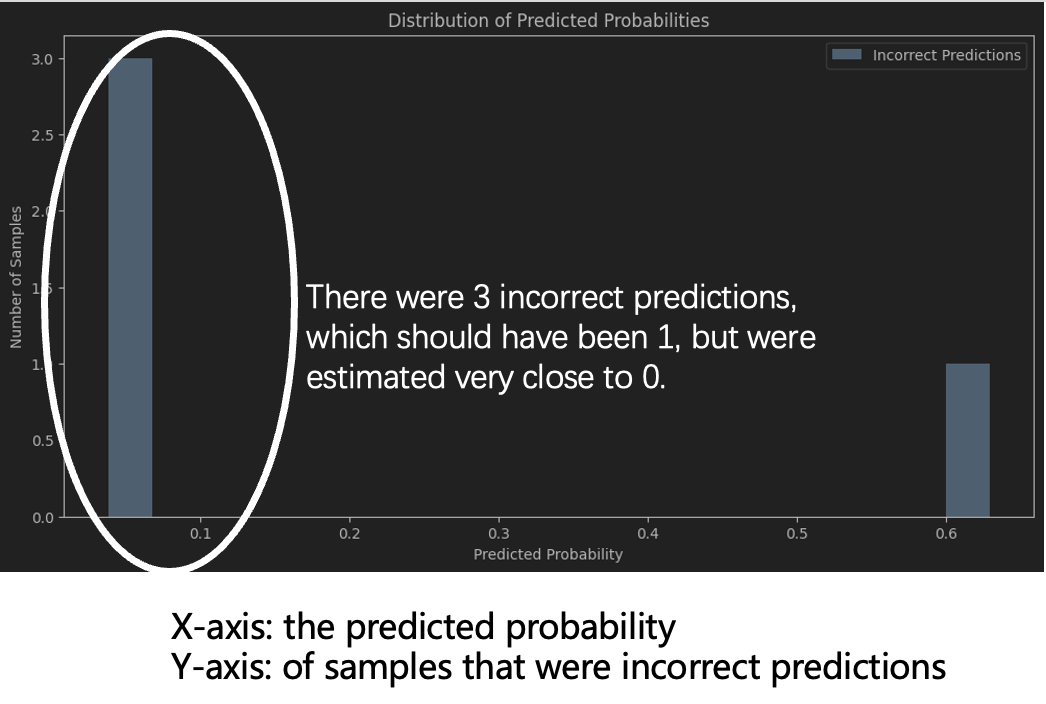 Distribution of Predicted Probabilities
Incorrect Predictions
3.0
2.5
2.0
1.5
1.0
0.5
0.0
Number of Samples
There were 3 incorrect predictions,
which should have been 1, but were
estimated very close to 0.
0.1 0.2 0.3 0.4 0.5 0.6
Predicted Probability
X-axis: the predicted probability
Y-axis: of samples that were incorrect predictions